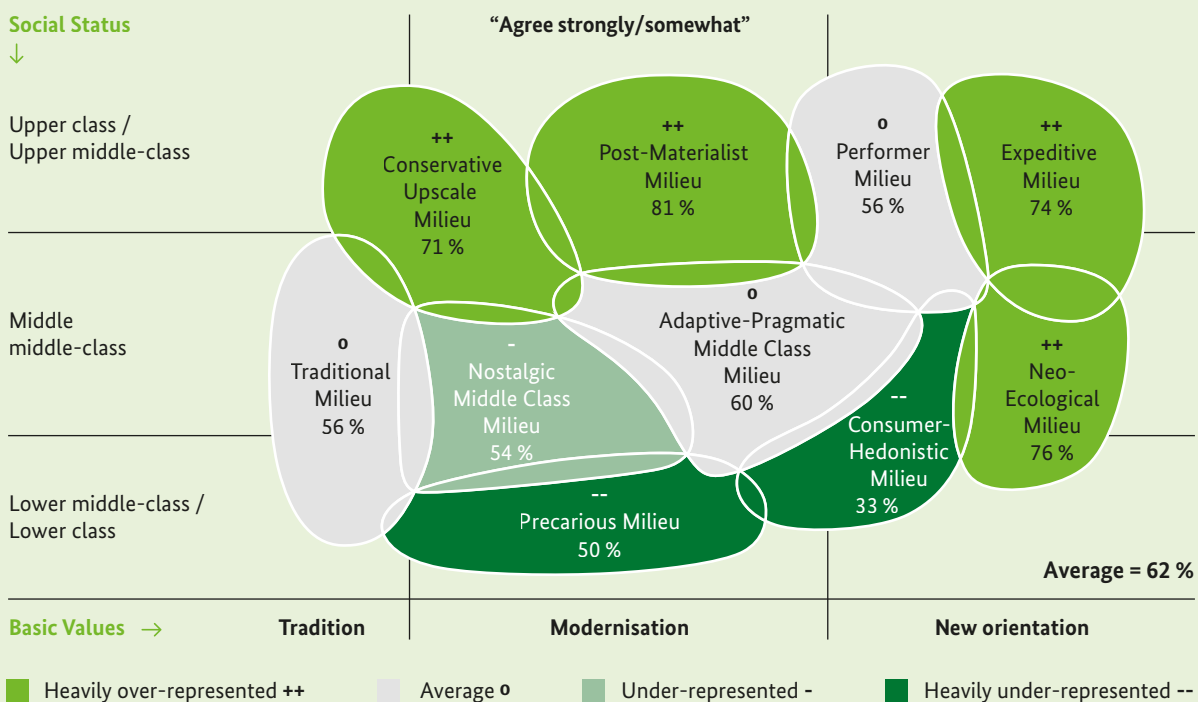 Social Status
↓
“Agree strongly/somewhat”
Upper class /
Upper middle-class
++
Conservative
Upscale
Milieu
71 %
++
Post-Materialist
Milieu
81 %
o
Performer
Milieu
56 %
++
Expeditive
Milieu
74 %
Middle
middle-class
o
Traditional
Milieu
56 %
-
Nostalgic
Middle Class
Milieu
54 %
o
Adaptive-Pragmatic
Middle Class
Milieu
60 %
--
Consumer-
Hedonistic
Milieu
33 %
++
Neo-
Ecological
Milieu
76 %
Lower middle-class /
Lower class
--
Precarious Milieu
50 %
Average = 62 %
Basic Values →
Tradition
Modernisation
New orientation
Heavily over-represented ++
Average o
Under-represented -
Heavily under-represented --